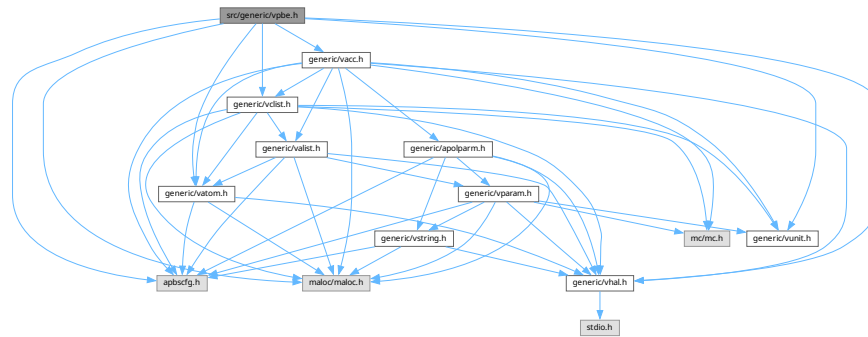 src/generic/vpbe.h
generic/vacc.h
generic/vclist.h
generic/valist.h
generic/apolparm.h
generic/vatom.h
generic/vparam.h
generic/vstring.h
mc/mc.h
generic/vunit.h
apbscfg.h
maloc/maloc.h
generic/vhal.h
stdio.h